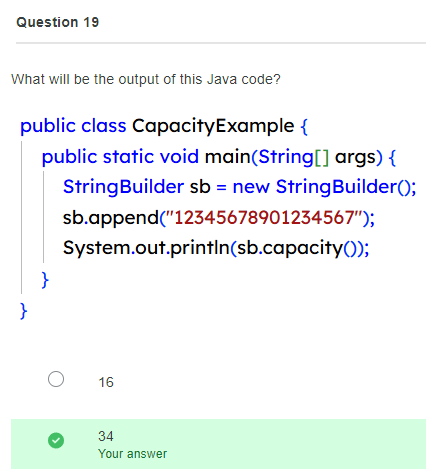 Question 19
What will be the output of this Java code?
public class CapacityExample {
public static void main(String[] args) {
StringBuilder sb = new StringBuilder();
sb.append("12345678901234567");
System.out.println(sb.capacity());
}
}
16
34
Your answer